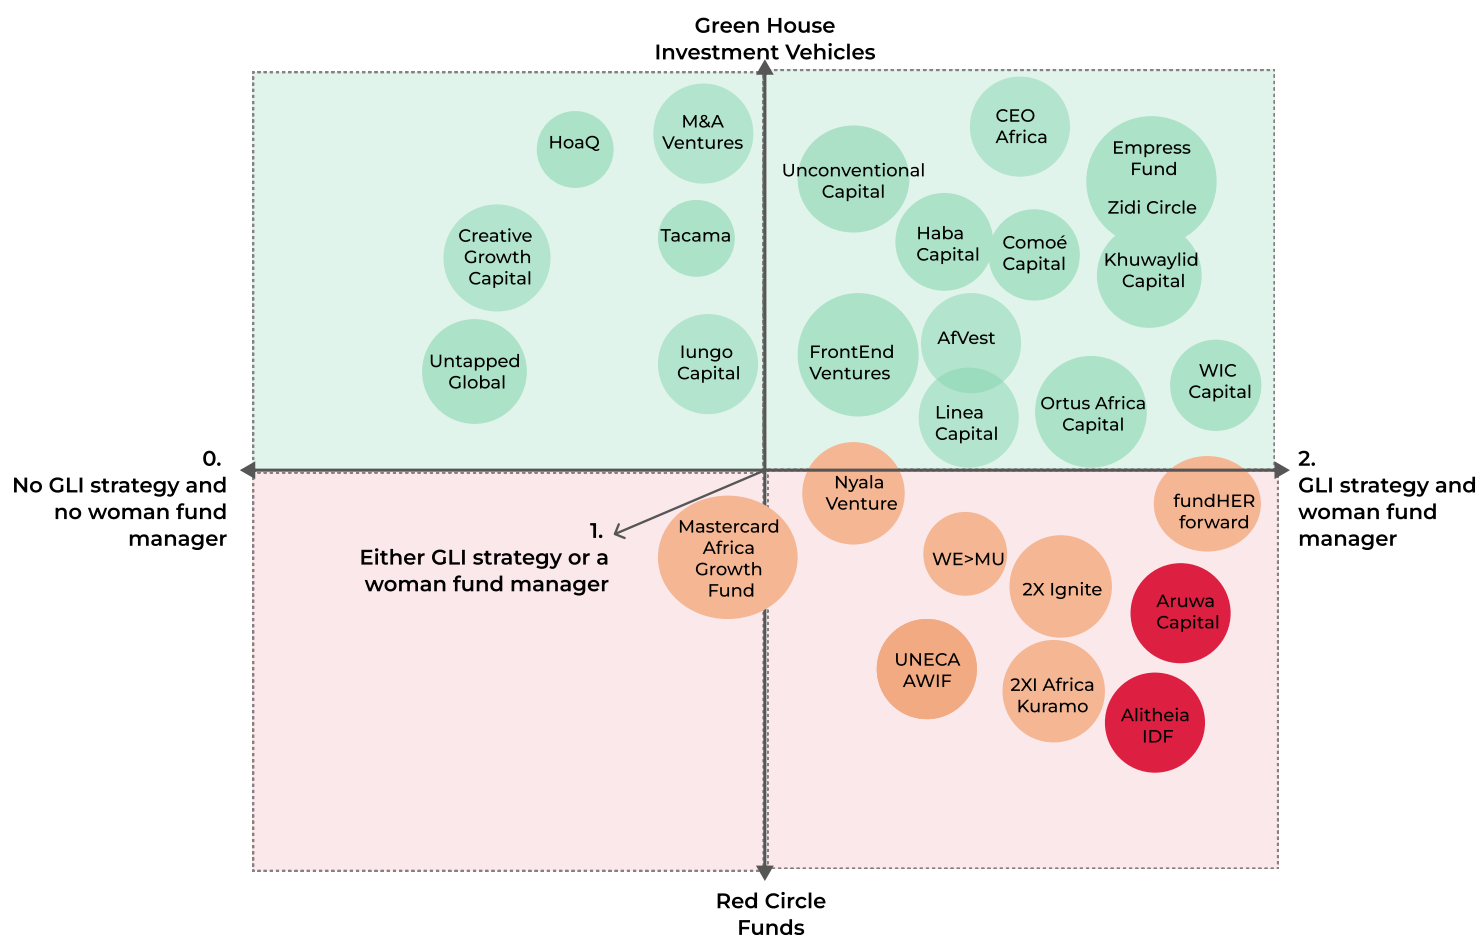 Green House
Investment Vehicles
HoaQ
M&A
Ventures
CEO
Africa
Unconventional
Capital
Empress
Fund
Zidi Circle
Creative
Growth
Capital
Tacama
Haba
Capital
Comoé
Capital
Khuwaylid
Capital
Untapped
Global
Iungo
Capital
FrontEnd
Ventures
AfVest
Linea
Capital
Ortus Africa
Capital
WIC
Capital
0.
No GLI strategy and
no woman fund
manager
1.
Either GLI strategy or a
woman fund manager
2.
GLI strategy and
woman fund
manager
Mastercard
Africa
Growth
Fund
Nyala
Venture
WE>MU
2X Ignite
fundHER
forward
Aruwa
Capital
UNECA
AWIF
2XI Africa
Kuramo
Alitheia
IDF
Red Circle
Funds